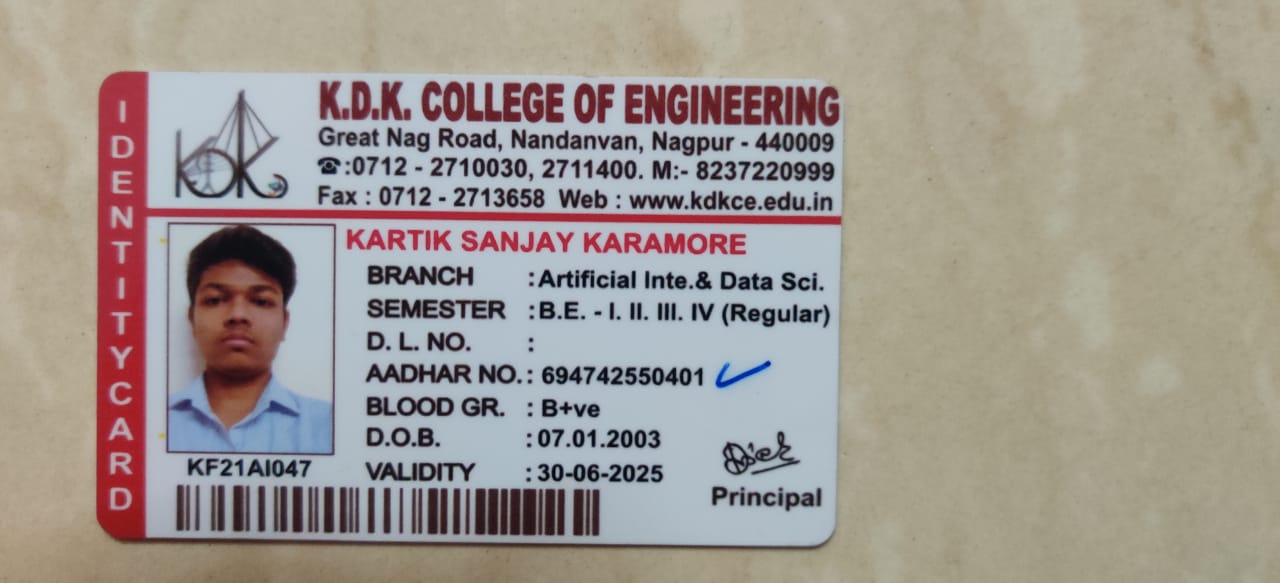 IDENTITY CARD
KDK
K.D.K. COLLEGE OF ENGINEERING
Great Nag Road, Nandanvan, Nagpur - 440009
☎:0712 - 2710030, 2711400. M:- 8237220999
Fax : 0712 - 2713658 Web : www.kdkce.edu.in
KARTIK SANJAY KARAMORE
BRANCH : Artificial Inte.& Data Sci.
SEMESTER : B.E. - I. II. III. IV (Regular)
D. L. NO. :
AADHAR NO. : 694742550401
BLOOD GR. : B+ve
D.O.B. : 07.01.2003
KF21AI047
VALIDITY : 30-06-2025
Principal